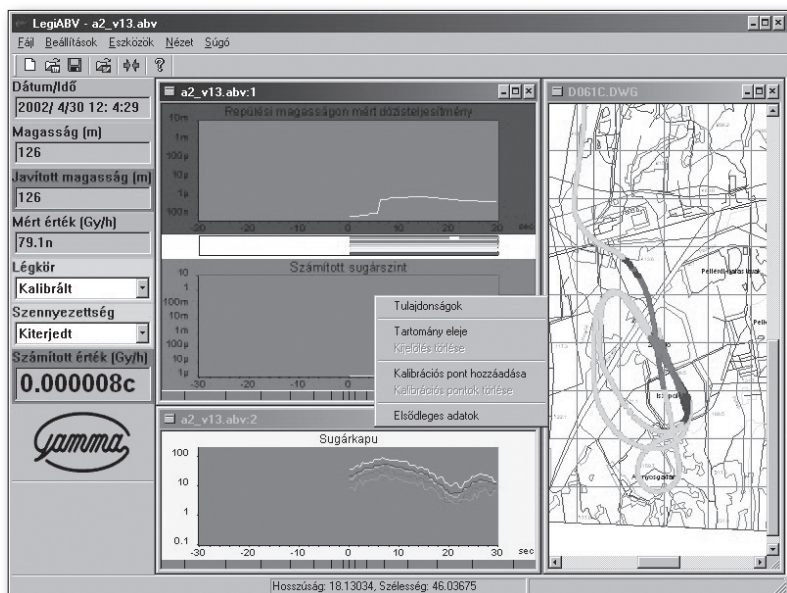 LegiABV - a2_v13.abv
Fájl Beállítások Eszközök Nézet Súgó
Dátum/Idő
2002/ 4/30 12: 4:29
Magasság (m)
126
Javított magasság (m)
126
Mért érték (Gy/h)
79.1n
Légkör
Kalibrált
Szennyezettség
Kiterjedt
Számított érték (Gy/h)
0.000008c
Gamma
a2_v13.abv:1
Repülési magasságon mért dózisteljesítmény
10m
1m
100µ
10µ
1µ
100n
-30 -20 -10 0 10 20 30 sec
Számított sugárszint
10
1
100m
10m
1m
100µ
10µ
1µ
-30 -20 -10 0
Tulajdonságok
Tartomány eleje
Kijelölés törlése
Kalibrációs pont hozzáadása
Kalibrációs pontok törlése
Elsődleges adatok
a2_v13.abv:2
Sugárkapu
100
10
1
0.1
-30 -20 -10 0 10 20 30 sec
D061C.DWG
Hosszúság: 18.13034, Szélesség: 46.03675